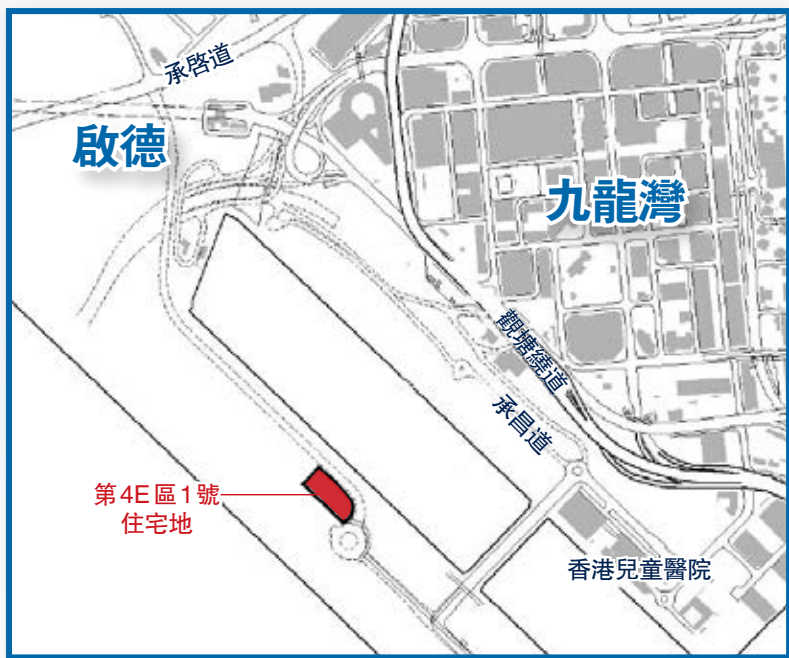 承啟道
啟德
九龍灣
觀塘繞道
承昌道
第4E區1號
住宅地
香港兒童醫院